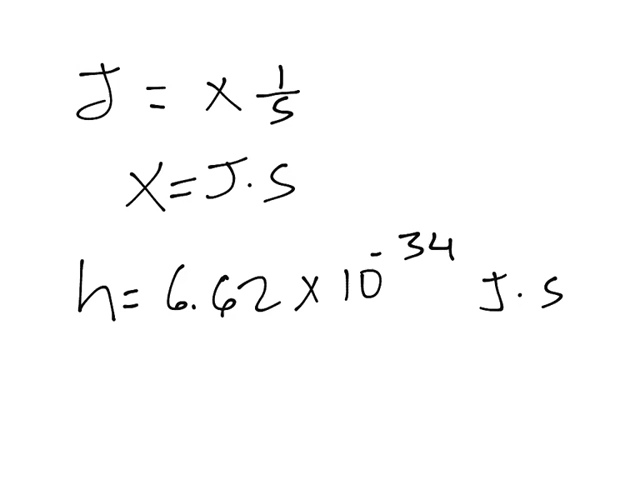 J = x 1/s
x = J·s
h = 6.62 × 10⁻³⁴ J·s